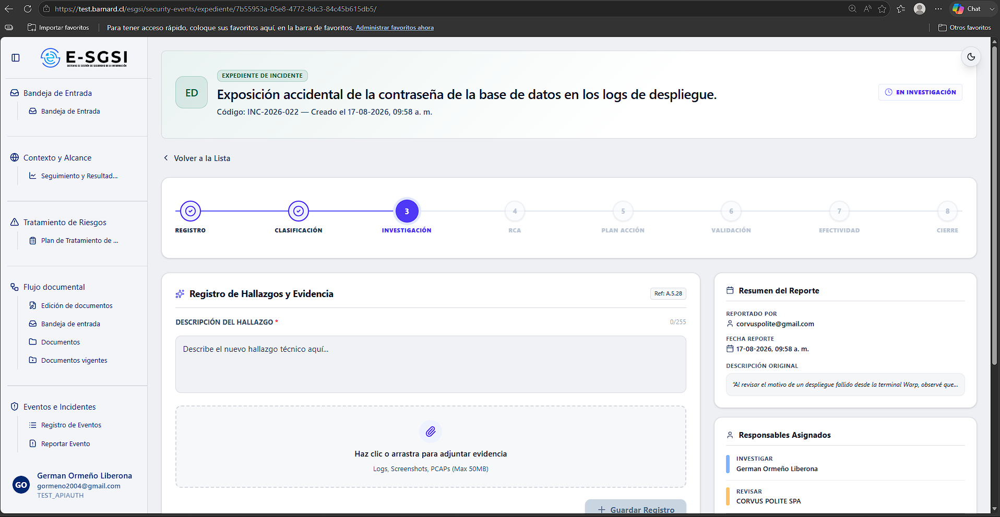 https://test.barnard.cl/esgsi/security-events/expediente/7b55953a-05e8-4772-8dc3-84c45b615db5/
Chat
Importar favoritos
Para tener acceso rápido, coloque sus favoritos aquí, en la barra de favoritos. Administrar favoritos ahora
Otros favoritos
E-SGSI
SISTEMAS DE GESTIÓN DE SEGURIDAD DE LA INFORMACIÓN
Bandeja de Entrada
Bandeja de Entrada
Contexto y Alcance
Seguimiento y Resultad...
Tratamiento de Riesgos
Plan de Tratamiento de ...
Flujo documental
Edición de documentos
Bandeja de entrada
Documentos
Documentos vigentes
Eventos e Incidentes
Registro de Eventos
Reportar Evento
GO
German Ormeño Liberona
gormeno2004@gmail.com
TEST_APIAUTH
ED
EXPEDIENTE DE INCIDENTE
Exposición accidental de la contraseña de la base de datos en los logs de despliegue.
Código: INC-2026-022 — Creado el 17-08-2026, 09:58 a. m.
EN INVESTIGACIÓN
Volver a la Lista
REGISTRO
CLASIFICACIÓN
3
INVESTIGACIÓN
4
RCA
5
PLAN ACCIÓN
6
VALIDACIÓN
7
EFECTIVIDAD
8
CIERRE
Registro de Hallazgos y Evidencia
Ref: A.5.28
DESCRIPCIÓN DEL HALLAZGO *
0/255
Describe el nuevo hallazgo técnico aquí...
Haz clic o arrastra para adjuntar evidencia
Logs, Screenshots, PCAPs (Max 50MB)
+ Guardar Registro
Resumen del Reporte
REPORTADO POR
corvuspolite@gmail.com
FECHA REPORTE
17-08-2026, 09:58 a. m.
DESCRIPCIÓN ORIGINAL
"Al revisar el motivo de un despliegue fallido desde la terminal Warp, observé que...
Responsables Asignados
INVESTIGAR
German Ormeño Liberona
REVISAR
CORVUS POLITE SPA